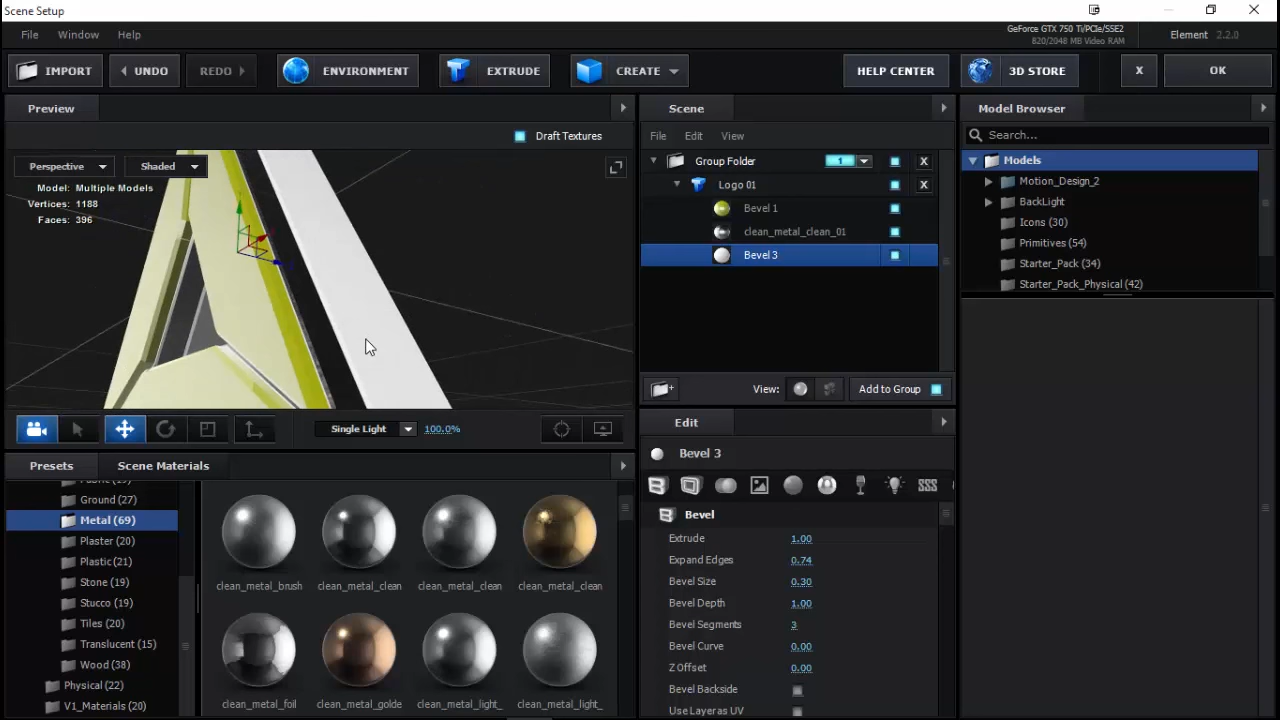 Scene Setup
File Window Help
GeForce GTX 750 Ti/PCIe/SSE2
820/2048 MB Video RAM
Element 2.2.0
IMPORT UNDO REDO ENVIRONMENT EXTRUDE CREATE HELP CENTER 3D STORE X OK
Preview
Draft Textures
Perspective Shaded
Model: Multiple Models
Vertices: 1188
Faces: 396
Single Light 100.0%
Scene
File Edit View
Group Folder 1 X
Logo 01 X
Bevel 1
clean_metal_clean_01
Bevel 3
View: Add to Group
Model Browser
Search...
Models
Motion_Design_2
BackLight
Icons (30)
Primitives (54)
Starter_Pack (34)
Starter_Pack_Physical (42)
Presets Scene Materials
Ground (27)
Metal (69)
Plaster (20)
Plastic (21)
Stone (19)
Stucco (19)
Tiles (20)
Translucent (15)
Wood (38)
Physical (22)
V1_Materials (20)
clean_metal_brush clean_metal_clean clean_metal_clean clean_metal_clean
clean_metal_foil clean_metal_golde clean_metal_light_ clean_metal_light_
Edit
Bevel 3
Bevel
Extrude 1.00
Expand Edges 0.74
Bevel Size 0.30
Bevel Depth 1.00
Bevel Segments 3
Bevel Curve 0.00
Z Offset 0.00
Bevel Backside
Use Layer as UV